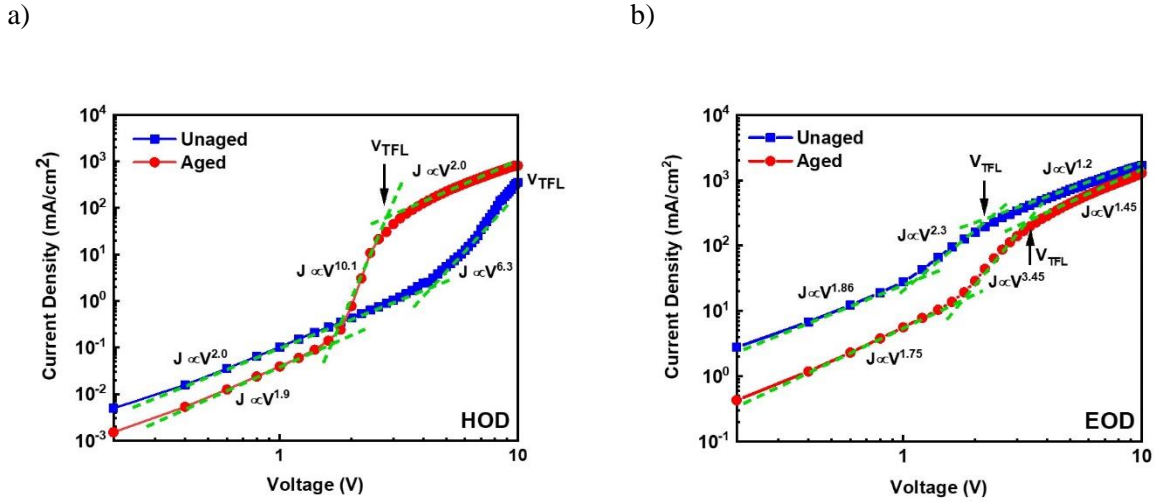 a)
b)
10^4
10^3
10^2
10^1
10^0
10^-1
10^-2
10^-3
Current Density (mA/cm^2)
Unaged
Aged
V_TFL
J ∝V^2.0
V_TFL
J ∝V^10.1
J ∝V^6.3
J ∝V^2.0
J ∝V^1.9
HOD
1
10
Voltage (V)
10^4
10^3
10^2
10^1
10^0
10^-1
Current Density (mA/cm^2)
Unaged
Aged
V_TFL
J ∝V^1.2
J ∝V^2.3
J ∝V^1.45
V_TFL
J ∝V^3.45
J ∝V^1.86
J ∝V^1.75
EOD
1
10
Voltage (V)